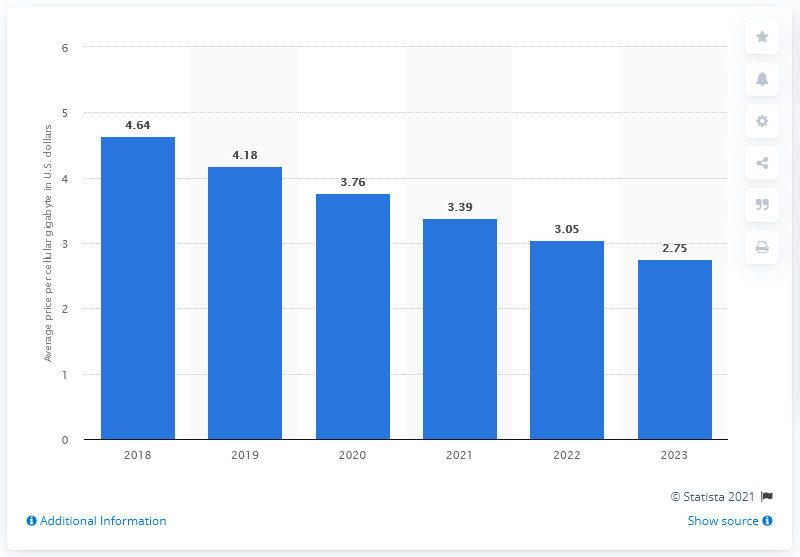 Average price per cellular gigabyte in U.S. dollars
6
5
4
3
2
1
0
4.64
4.18
3.76
3.39
3.05
2.75
2018 2019 2020 2021 2022 2023
© Statista 2021
Additional Information
Show source